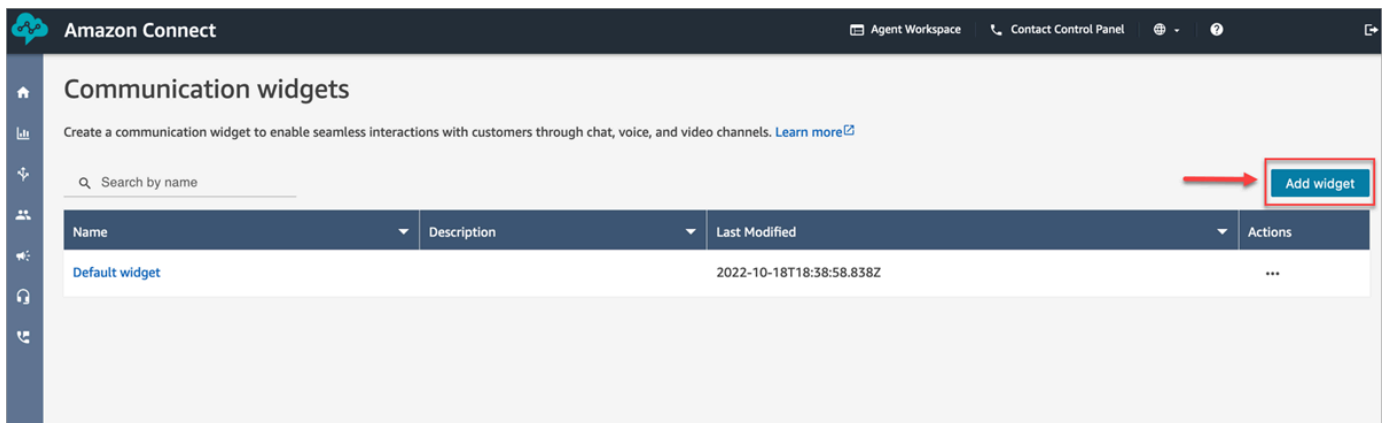 Amazon Connect
Agent Workspace
Contact Control Panel
Communication widgets
Create a communication widget to enable seamless interactions with customers through chat, voice, and video channels. Learn more
Search by name
Add widget
Name
Description
Last Modified
Actions
Default widget
2022-10-18T18:38:58.838Z